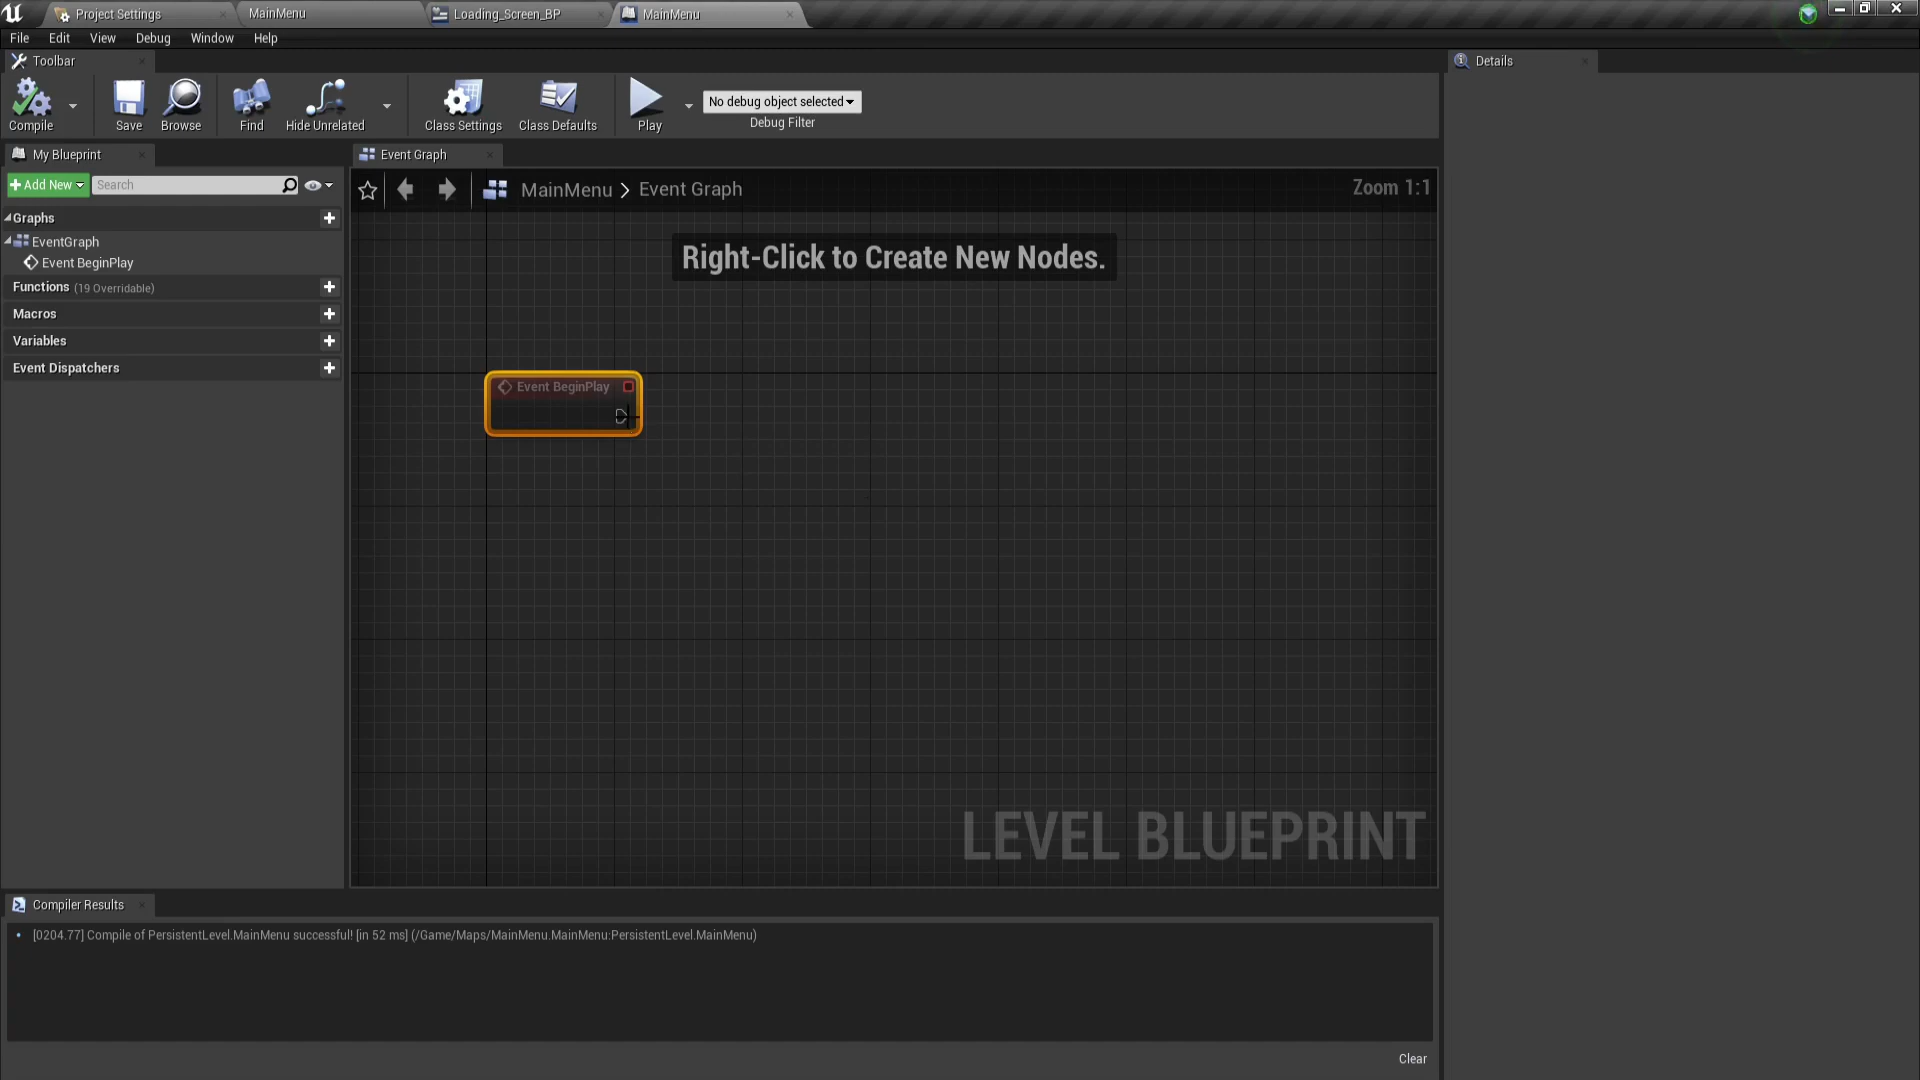 Project Settings
MainMenu
Loading_Screen_BP
MainMenu
File Edit View Debug Window Help
Toolbar
Details
Compile
Save
Browse
Find
Hide Unrelated
Class Settings
Class Defaults
Play
No debug object selected
Debug Filter
My Blueprint
Event Graph
Add New
Search
MainMenu > Event Graph
Zoom 1:1
Graphs
EventGraph
Event BeginPlay
Functions (19 Overridable)
Macros
Variables
Event Dispatchers
Right-Click to Create New Nodes.
Event BeginPlay
LEVEL BLUEPRINT
Compiler Results
[0204.77] Compile of PersistentLevel.MainMenu successful! [in 52 ms] (/Game/Maps/MainMenu.MainMenu:PersistentLevel.MainMenu)
Clear